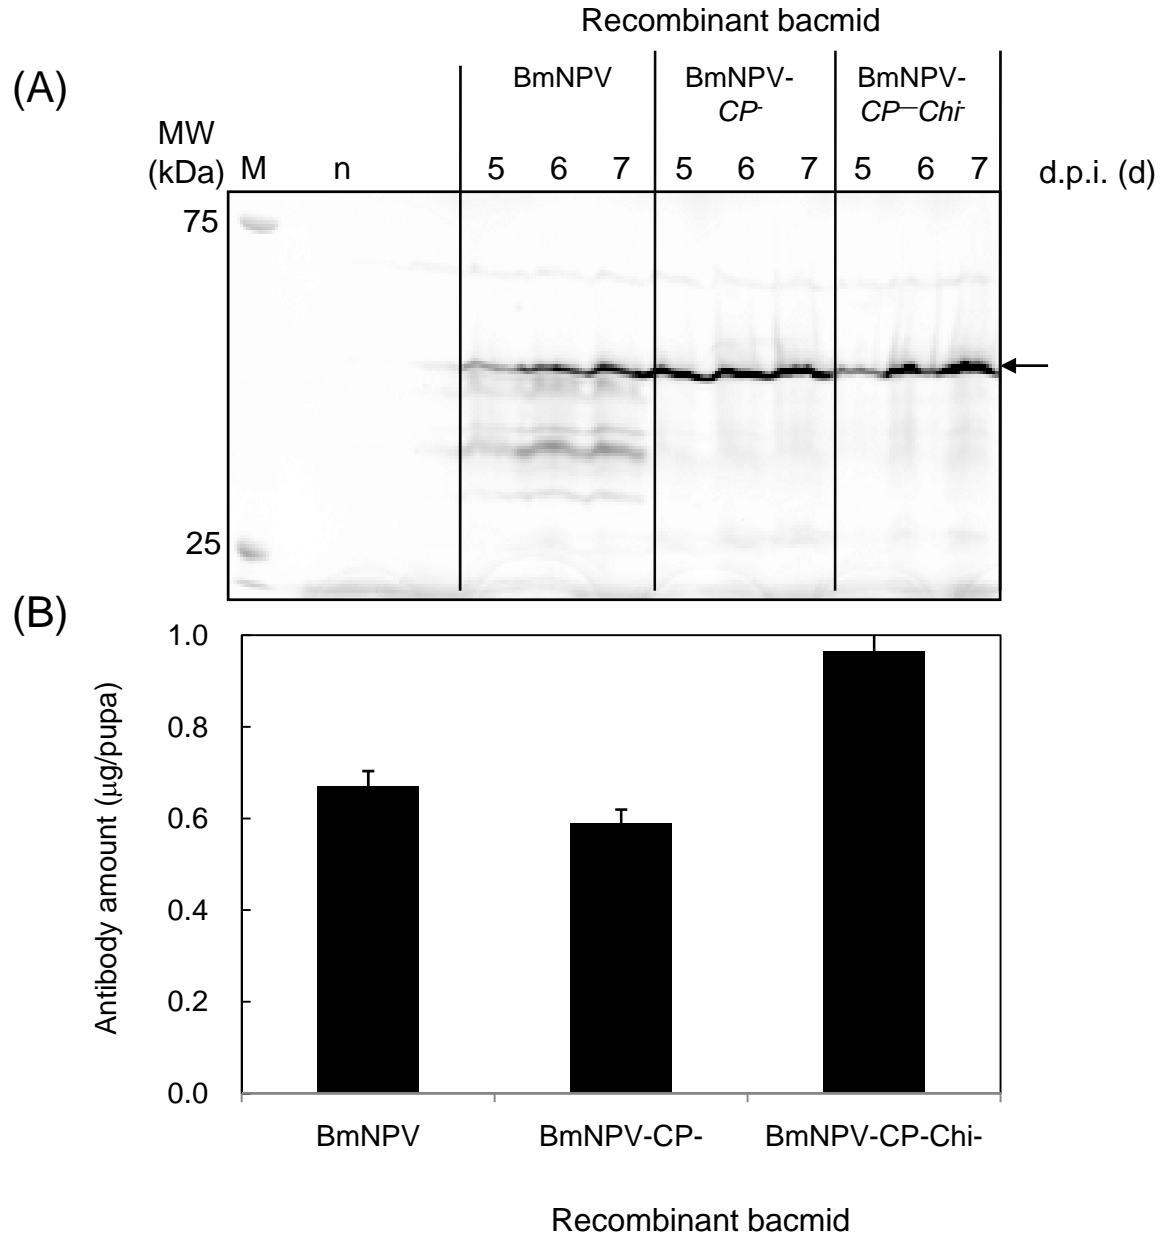 Recombinant bacmid
(A)
BmNPV
BmNPV-
CP-
BmNPV-
CP—Chi-
MW
(kDa)
M n 5 6 7 5 6 7 5 6 7 d.p.i. (d)
75
25
(B)
1.0
0.8
0.6
0.4
0.2
0.0
Antibody amount (μg/pupa)
BmNPV BmNPV-CP- BmNPV-CP-Chi-
Recombinant bacmid